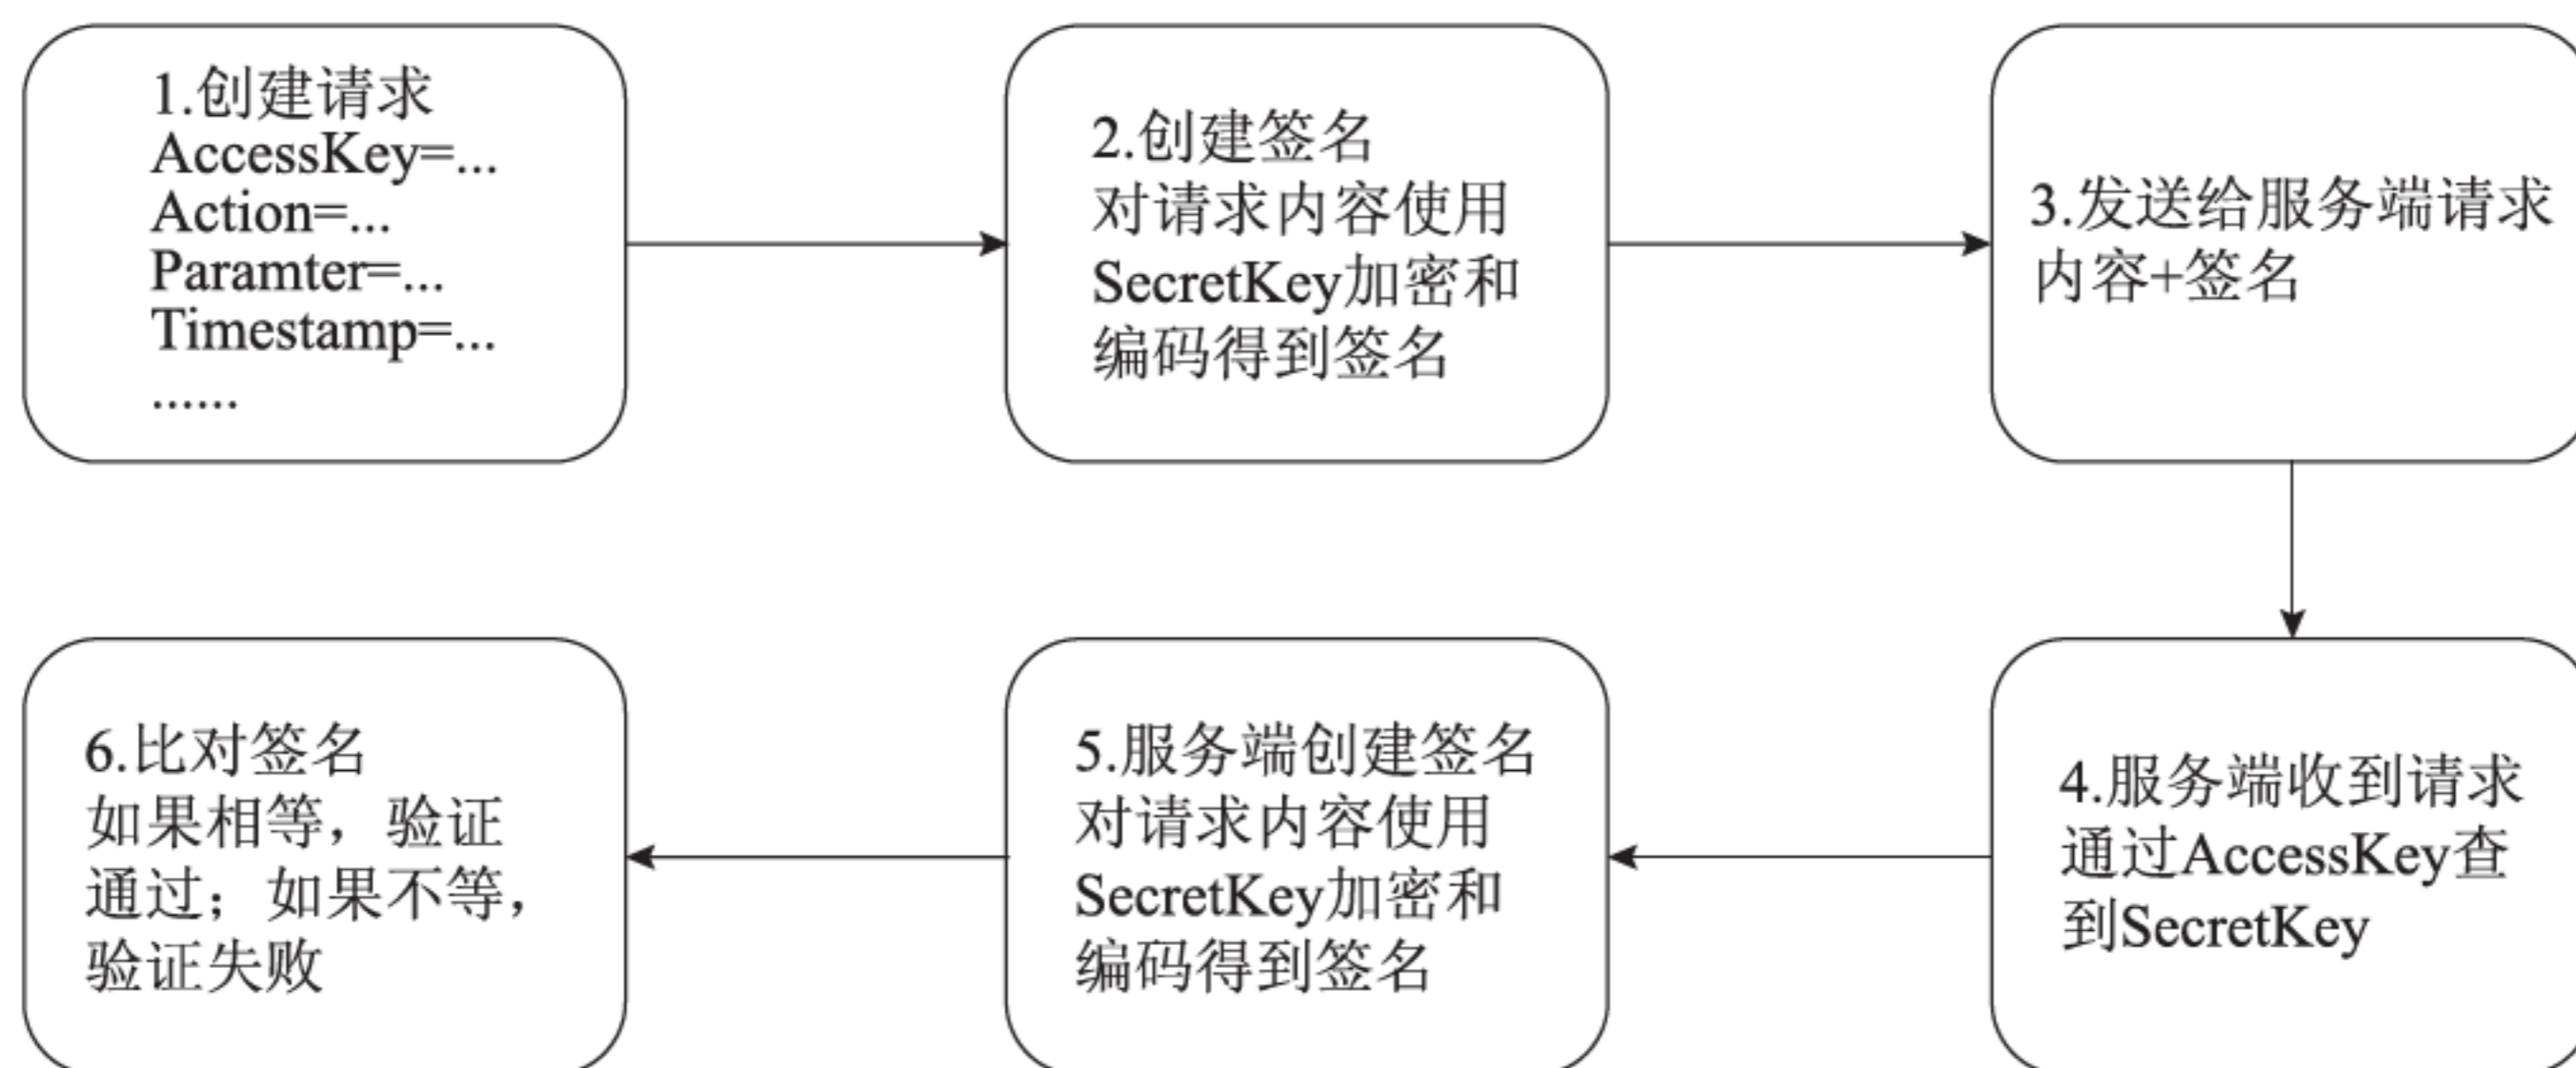 1.创建请求
AccessKey=...
Action=...
Paramter=...
Timestamp=...
......
2.创建签名
对请求内容使用
SecretKey加密和
编码得到签名
3.发送给服务端请求
内容+签名
4.服务端收到请求
通过AccessKey查
到SecretKey
5.服务端创建签名
对请求内容使用
SecretKey加密和
编码得到签名
6.比对签名
如果相等，验证
通过；如果不等，
验证失败